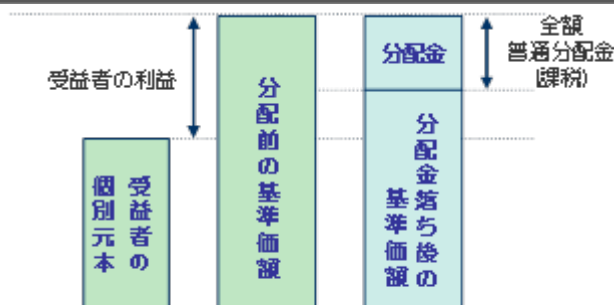 全額
普通分配金
(課税)
受益者の利益
分配金
分配前の基準価額
分配金落ち後の
基準価額
受益者の
個別元本